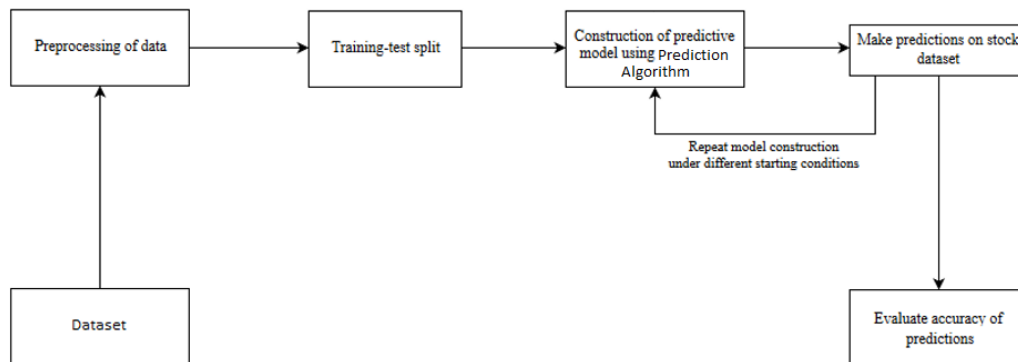 Preprocessing of data
Training-test split
Construction of predictive
model using Prediction
Algorithm
Make predictions on stock
dataset
Repeat model construction
under different starting conditions
Dataset
Evaluate accuracy of
predictions